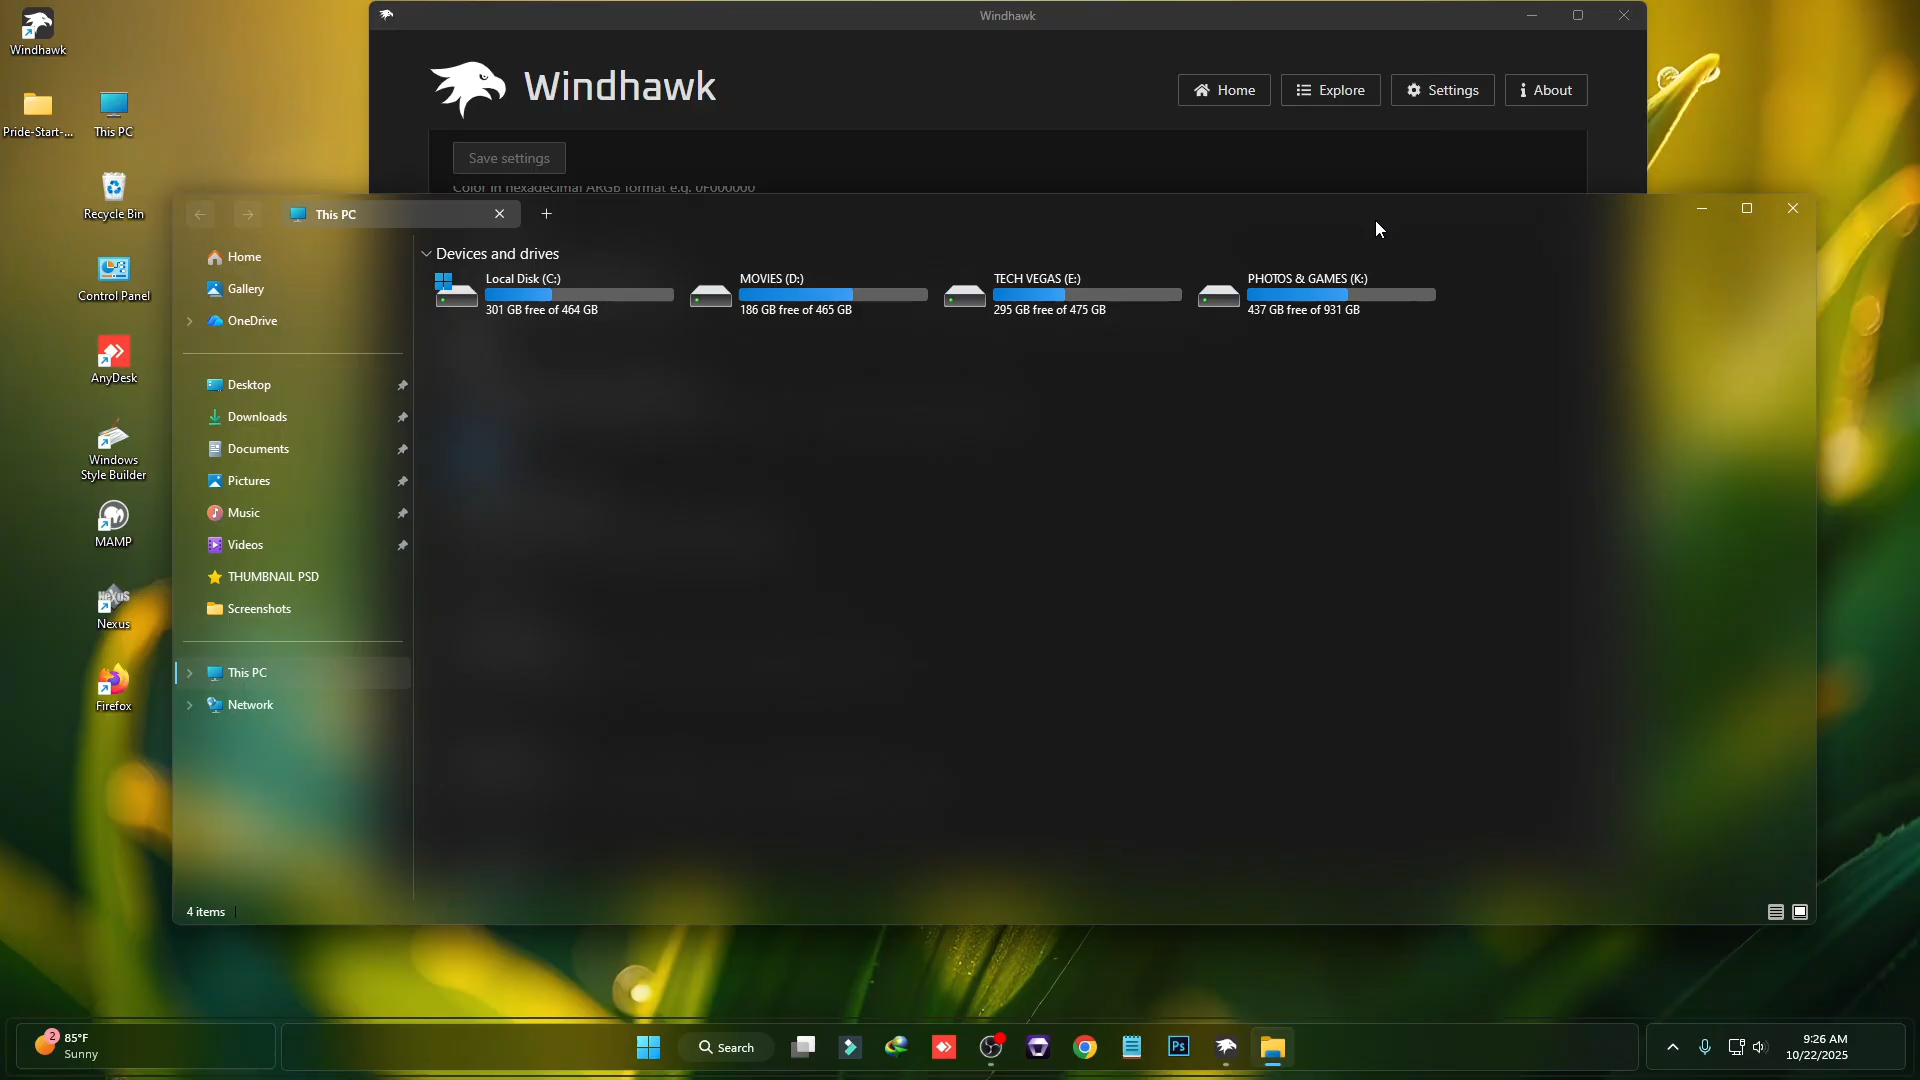 Windhawk
Windhawk
Windhawk
Home
Explore
Settings
About
Save settings
Color in hexadecimal ARGB format e.g. 0F000000
Pride-Start-...
This PC
Recycle Bin
Control Panel
AnyDesk
Windows
Style Builder
MAMP
Nexus
Firefox
This PC
Home
Gallery
OneDrive
Desktop
Downloads
Documents
Pictures
Music
Videos
THUMBNAIL PSD
Screenshots
This PC
Network
Devices and drives
Local Disk (C:)
301 GB free of 464 GB
MOVIES (D:)
186 GB free of 465 GB
TECH VEGAS (E:)
295 GB free of 475 GB
PHOTOS & GAMES (K:)
437 GB free of 931 GB
4 items
2
85°F
Sunny
Search
Ps
9:26 AM
10/22/2025